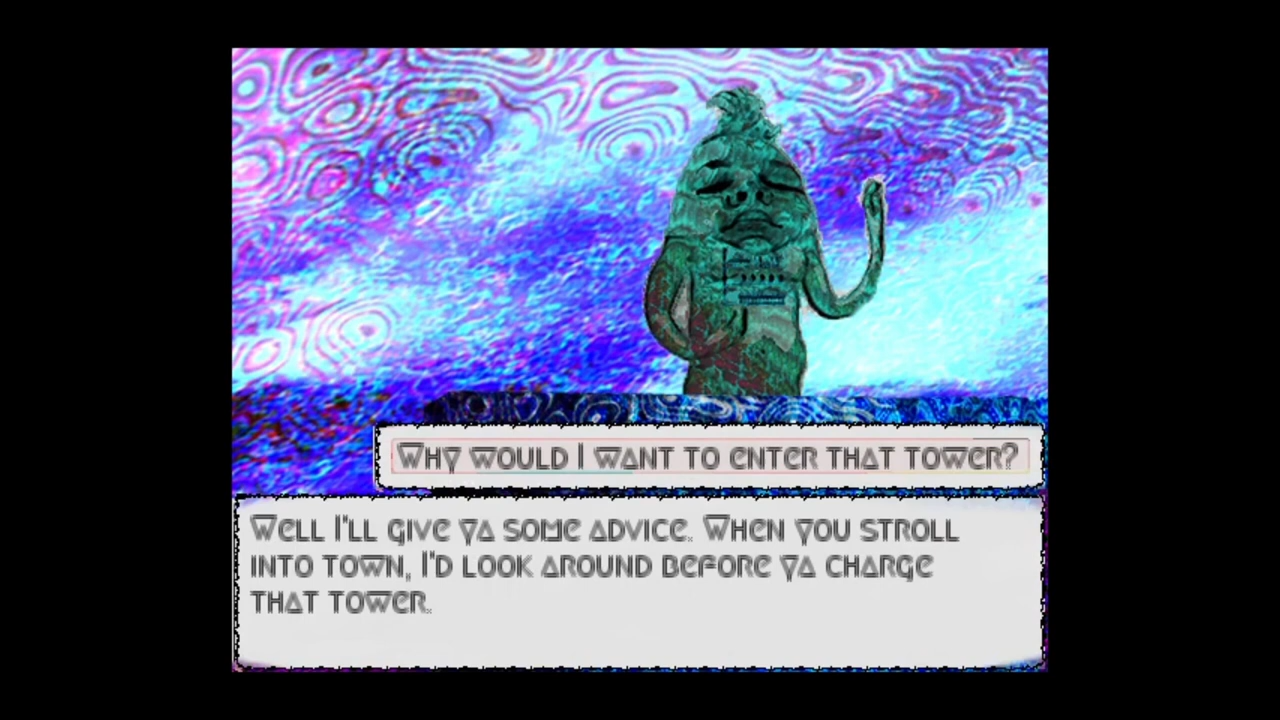 Why would I want to enter that tower?
Well I'll give ya some advice. When you stroll
into town, I'd look around before ya charge
that tower.